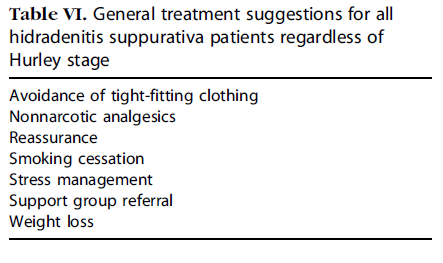 Table VI. General treatment suggestions for all
hidradenitis suppurativa patients regardless of
Hurley stage
Avoidance of tight-fitting clothing
Nonnarcotic analgesics
Reassurance
Smoking cessation
Stress management
Support group referral
Weight loss